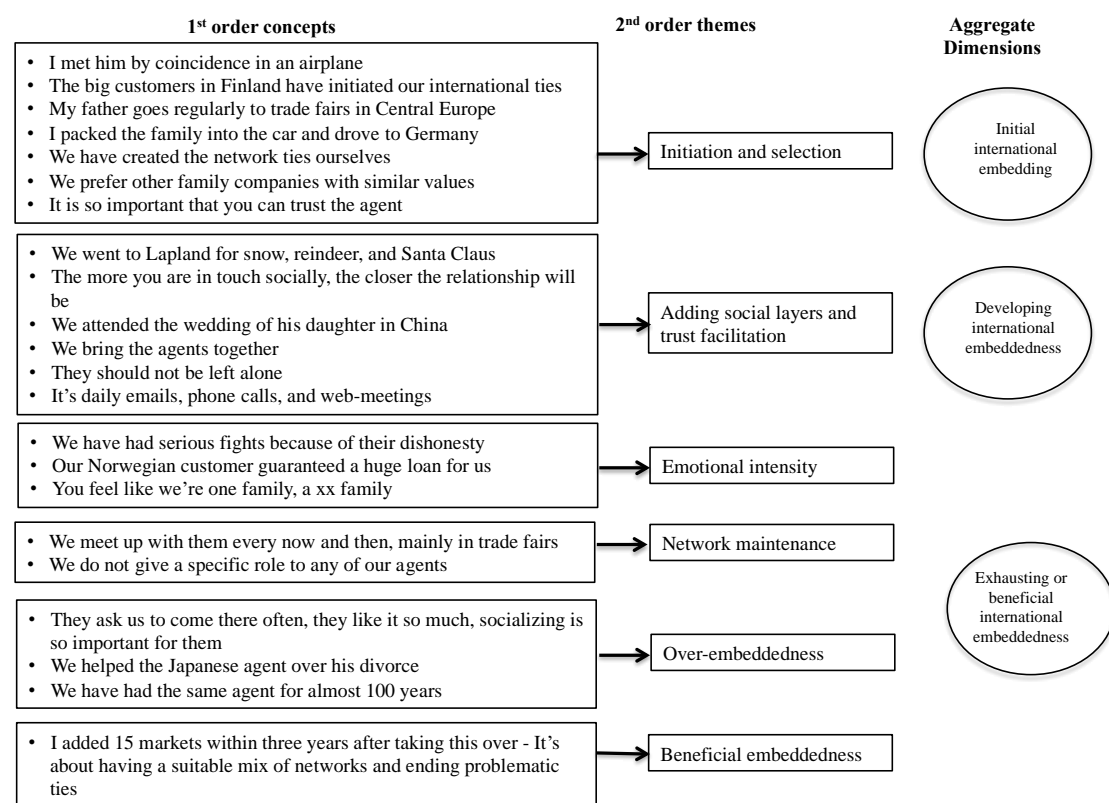 1st order concepts
2nd order themes
Aggregate
Dimensions
• I met him by coincidence in an airplane
• The big customers in Finland have initiated our international ties
• My father goes regularly to trade fairs in Central Europe
• I packed the family into the car and drove to Germany
• We have created the network ties ourselves
• We prefer other family companies with similar values
• It is so important that you can trust the agent
Initiation and selection
Initial
international
embedding
• We went to Lapland for snow, reindeer, and Santa Claus
• The more you are in touch socially, the closer the relationship will
be
• We attended the wedding of his daughter in China
• We bring the agents together
• They should not be left alone
• It’s daily emails, phone calls, and web-meetings
Adding social layers and
trust facilitation
Developing
international
embeddedness
• We have had serious fights because of their dishonesty
• Our Norwegian customer guaranteed a huge loan for us
• You feel like we’re one family, a xx family
Emotional intensity
• We meet up with them every now and then, mainly in trade fairs
• We do not give a specific role to any of our agents
Network maintenance
Exhausting or
beneficial
international
embeddedness
• They ask us to come there often, they like it so much, socializing is
so important for them
• We helped the Japanese agent over his divorce
• We have had the same agent for almost 100 years
Over-embeddedness
• I added 15 markets within three years after taking this over - It’s
about having a suitable mix of networks and ending problematic
ties
Beneficial embeddedness